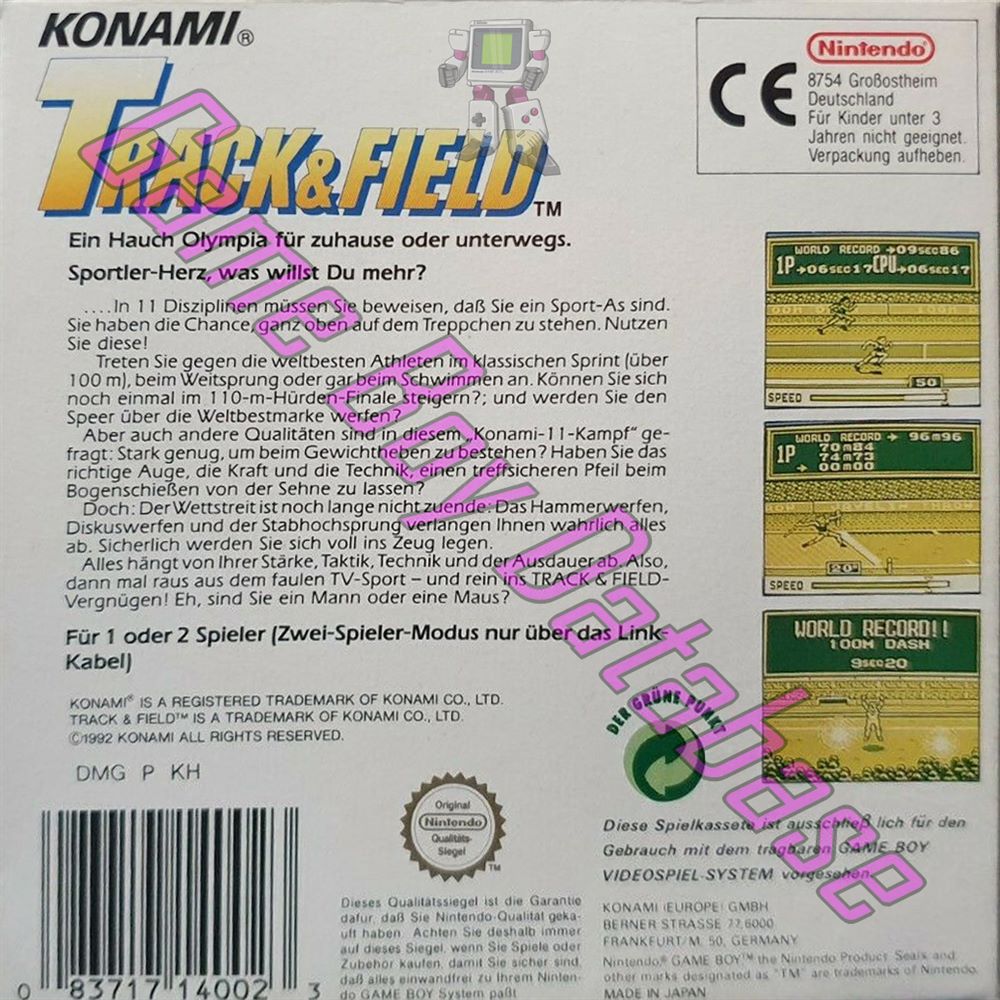 KONAMI®
TRACK & FIELD™
Nintendo®
8754 Großostheim
Deutschland
Für Kinder unter 3
Jahren nicht geeignet.
Verpackung aufheben.
CE
Ein Hauch Olympia für zuhause oder unterwegs.
Sportler-Herz, was willst Du mehr?
....In 11 Disziplinen müssen Sie beweisen, daß Sie ein Sport-As sind.
Sie haben die Chance, ganz oben auf dem Treppchen zu stehen. Nutzen
Sie diese!
Treten Sie gegen die weltbesten Athleten im klassischen Sprint (über
100 m), beim Weitsprung oder gar beim Schwimmen an. Können Sie sich
noch einmal im 110-m-Hürden-Finale steigern?; und werden Sie den
Speer über die Weltbestmarke werfen?
Aber auch andere Qualitäten sind in diesem „Konami-11-Kampf" ge-
fragt: Stark genug, um beim Gewichtheben zu bestehen? Haben Sie das
richtige Auge, die Kraft und die Technik, einen treffsicheren Pfeil beim
Bogenschießen von der Sehne zu lassen?
Doch: Der Wettstreit ist noch lange nicht zuende: Das Hammerwerfen,
Diskuswerfen und der Stabhochsprung verlangen Ihnen wahrlich alles
ab. Sicherlich werden Sie sich voll ins Zeug legen.
Alles hängt von Ihrer Stärke, Taktik, Technik und der Ausdauer ab. Also,
dann mal raus aus dem faulen TV-Sport – und rein ins TRACK & FIELD-
Vergnügen! Eh, sind Sie ein Mann oder eine Maus?
Für 1 oder 2 Spieler (Zwei-Spieler-Modus nur über das Link-
Kabel)
KONAMI® IS A REGISTERED TRADEMARK OF KONAMI CO., LTD.
TRACK & FIELD™ IS A TRADEMARK OF KONAMI CO., LTD.
©1992 KONAMI ALL RIGHTS RESERVED.
DMG P KH
WORLD RECORD →09SEC86
1P→06SEC17CPU→06SEC17
50
SPEED
WORLD RECORD → 96M96
1P 70M84
74M73
→ 00M00
20°
SPEED
WORLD RECORD!!
100M DASH
9SEC20
DER GRÜNE PUNKT
Original
Nintendo
Qualitäts-
Siegel
TM
Dieses Qualitätssiegel ist die Garantie
dafür, daß Sie Nintendo-Qualität geka-
uft haben. Achten Sie deshalb immer
auf dieses Siegel, wenn Sie Spiele oder
Zubehör kaufen, damit Sie sicher sind,
daß alles einwandfrei zu Ihrem Ninten-
do GAME BOY System paßt
Diese Spielkassete ist ausschließlich für den
Gebrauch mit dem tragbaren GAME BOY
VIDEOSPIEL-SYSTEM vorgesehen.
KONAMI (EUROPE) GMBH
BERNER STRASSE 77,6000
FRANKFURT/M. 50, GERMANY
Nintendo,® GAME BOY™ the Nintendo Product Seals and
other marks designated as "TM" are trademarks of Nintendo.
MADE IN JAPAN
0 83717 14002 3
Game Boy Database